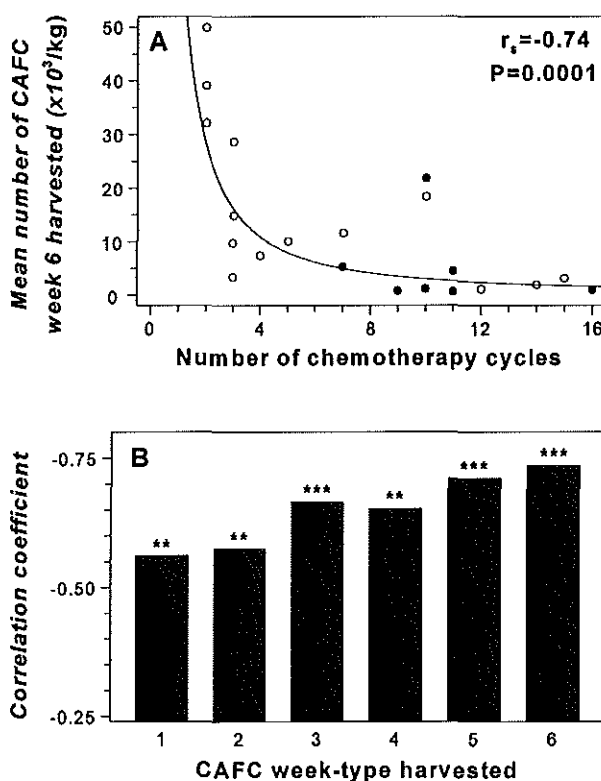 Mean number of CAFC
week 6 harvested (x10³/kg)
50
40
30
20
10
0
A
rₛ=-0.74
P=0.0001
0 4 8 12 16
Number of chemotherapy cycles
Correlation coefficient
-0.75
-0.50
-0.25
B
** ** *** ** *** ***
1 2 3 4 5 6
CAFC week-type harvested